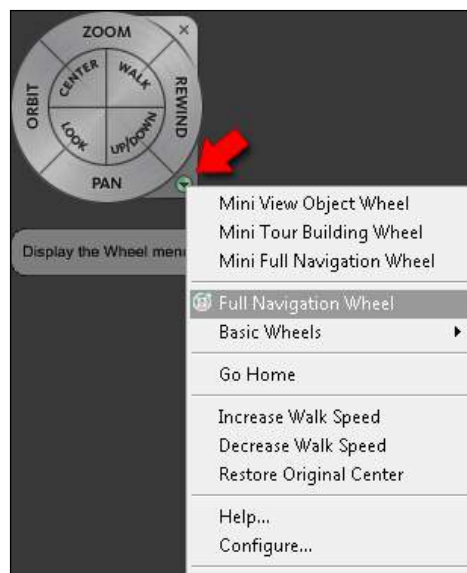 ZOOM
ORBIT
CENTER
WALK
REWIND
LOOK
UP/DOWN
PAN
Display the Wheel menu
Mini View Object Wheel
Mini Tour Building Wheel
Mini Full Navigation Wheel
Full Navigation Wheel
Basic Wheels
Go Home
Increase Walk Speed
Decrease Walk Speed
Restore Original Center
Help...
Configure...